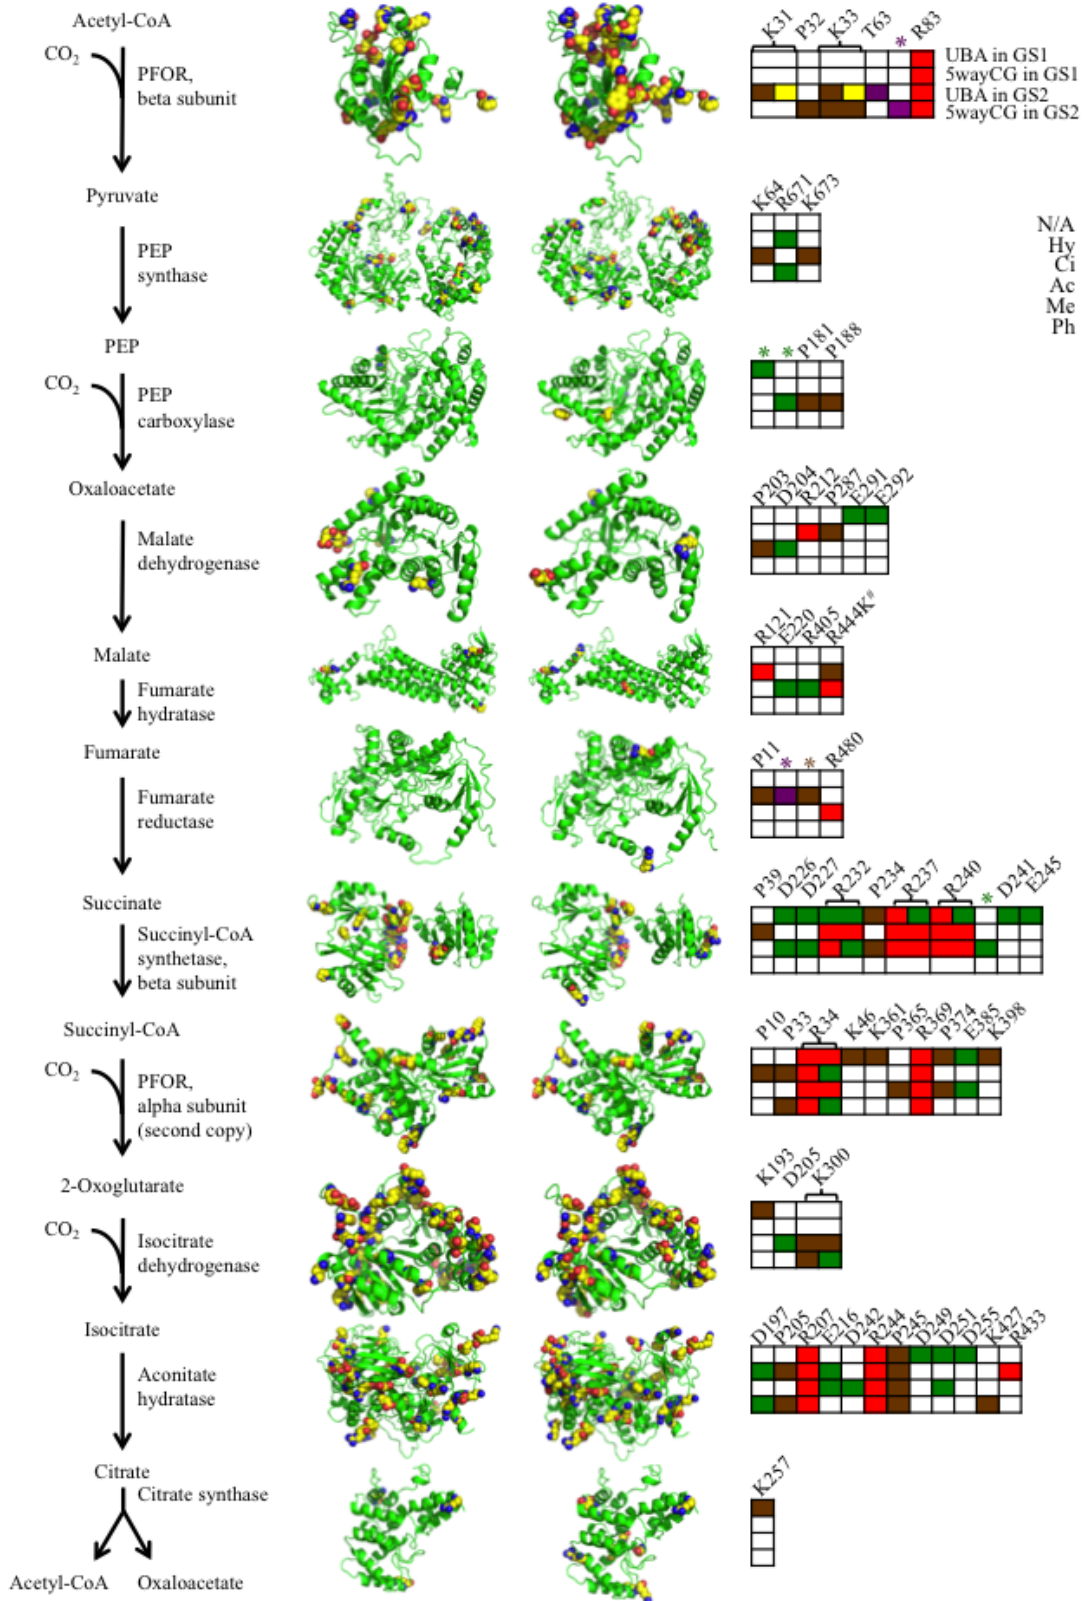 Acetyl-CoA
CO2
PFOR,
beta subunit
K31 P32 K33 T63 * R83
UBA in GS1
5wayCG in GS1
UBA in GS2
5wayCG in GS2
Pyruvate
PEP
synthase
K64 R671 K673
N/A
Hy
Ci
Ac
Me
Ph
PEP
CO2
PEP
carboxylase
* * P181 P188
Oxaloacetate
Malate
dehydrogenase
P203 D204 R212 P287 E291 E292
Malate
Fumarate
hydratase
R121 E220 R405 R444K#
Fumarate
Fumarate
reductase
P11 * * R480
Succinate
Succinyl-CoA
synthetase,
beta subunit
P39 D226 D227 R232 P234 R237 R240 * D241 E245
Succinyl-CoA
CO2
PFOR,
alpha subunit
(second copy)
P10 P33 R34 K46 K361 P365 R369 P374 E385 K398
2-Oxoglutarate
CO2
Isocitrate
dehydrogenase
K193 D205 K300
Isocitrate
Aconitate
hydratase
D197 P205 R207 E216 D242 R244 P245 D249 D251 D255 K427 R433
Citrate
Citrate synthase
K257
Acetyl-CoA Oxaloacetate